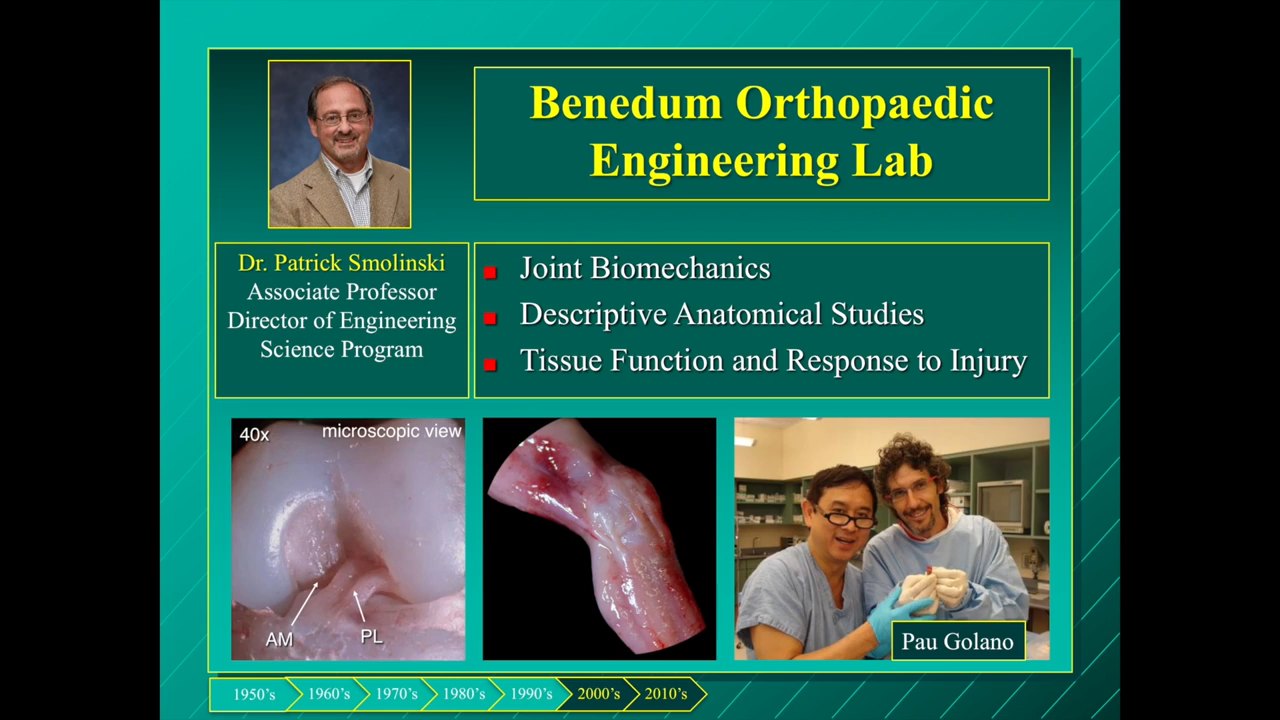 Benedum Orthopaedic
Engineering Lab
Dr. Patrick Smolinski
Associate Professor
Director of Engineering
Science Program
Joint Biomechanics
Descriptive Anatomical Studies
Tissue Function and Response to Injury
40x
microscopic view
AM
PL
Pau Golano
1950's
1960's
1970's
1980's
1990's
2000's
2010's